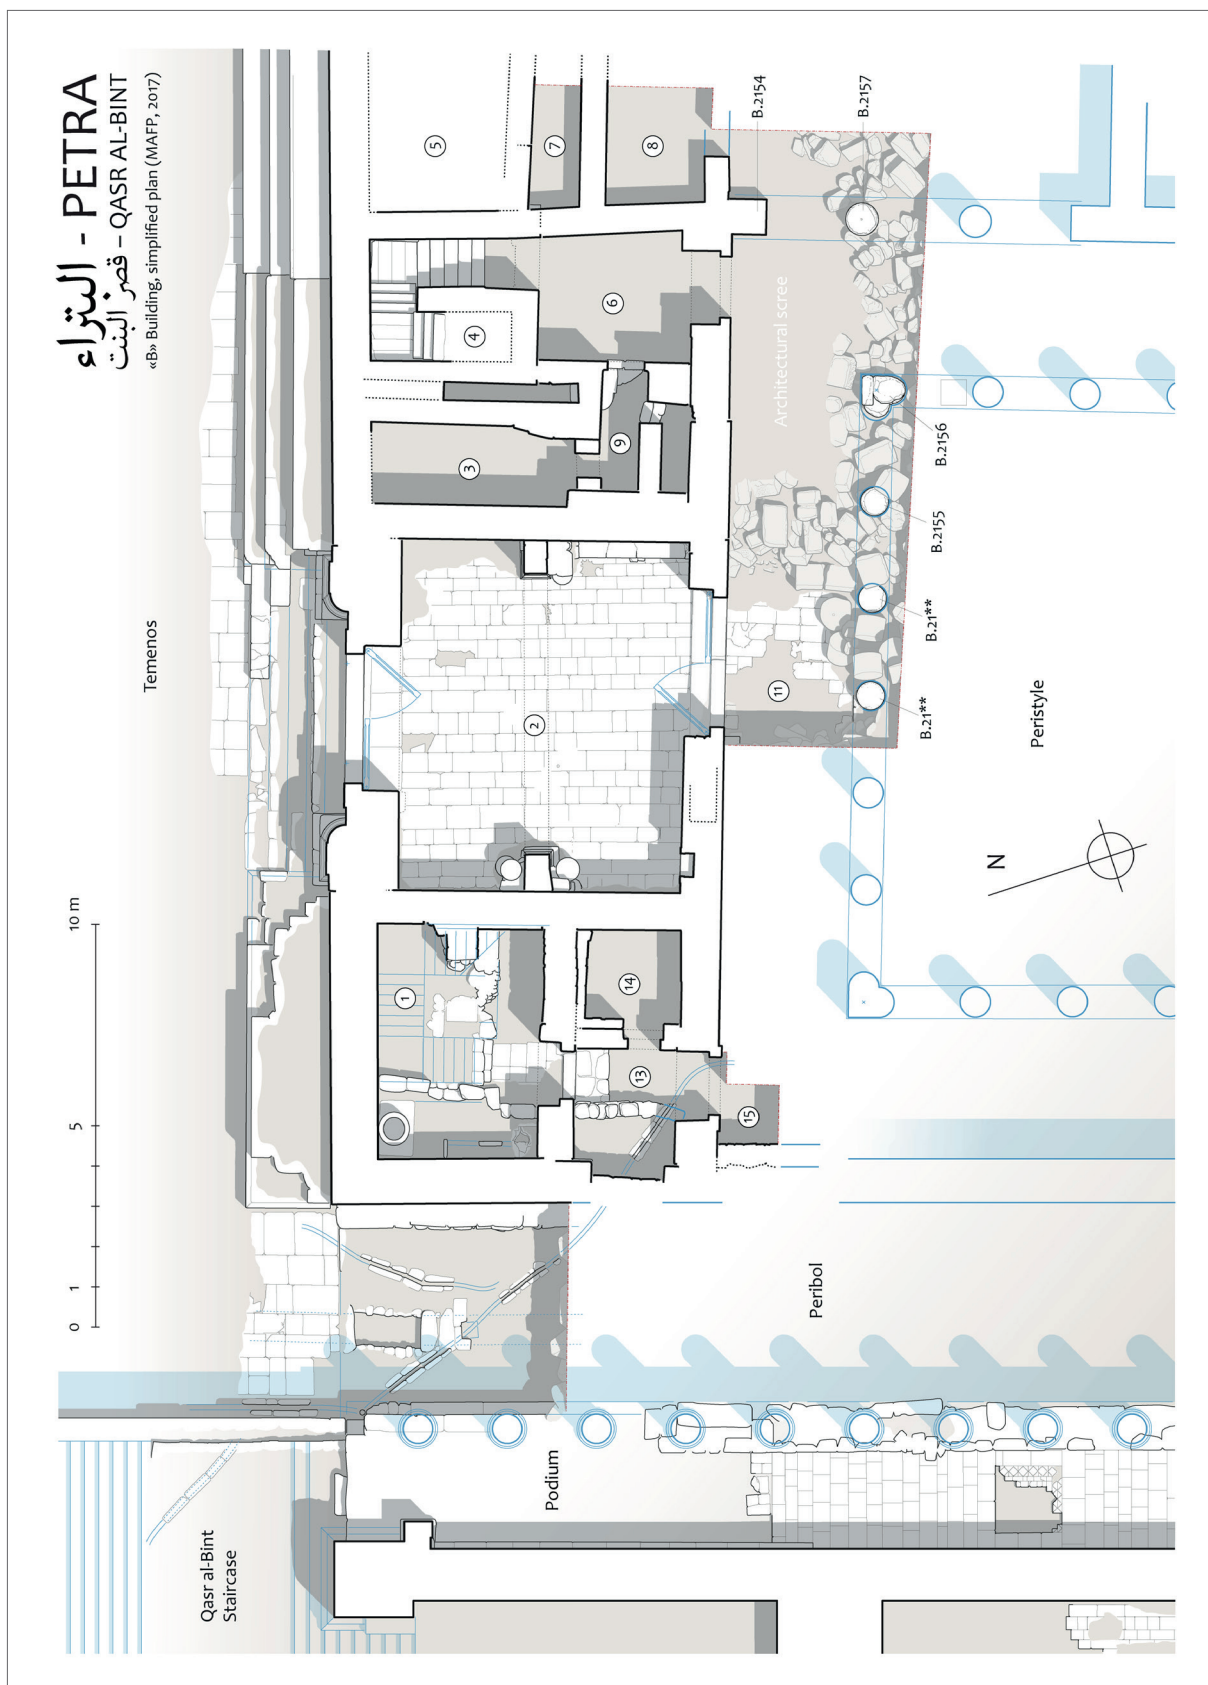 البتراء - PETRA
قصر البنت – QASR AL-BINT
«B» Building, simplified plan (MAFP, 2017)
Temenos
0 1 5 10 m
5
7
8
B.2154
B.2157
4
6
3
9
Architectural scree
B.2156
B.2155
B.21**
B.21**
2
11
Peristyle
N
1
14
13
15
Peribol
Podium
Qasr al-Bint
Staircase